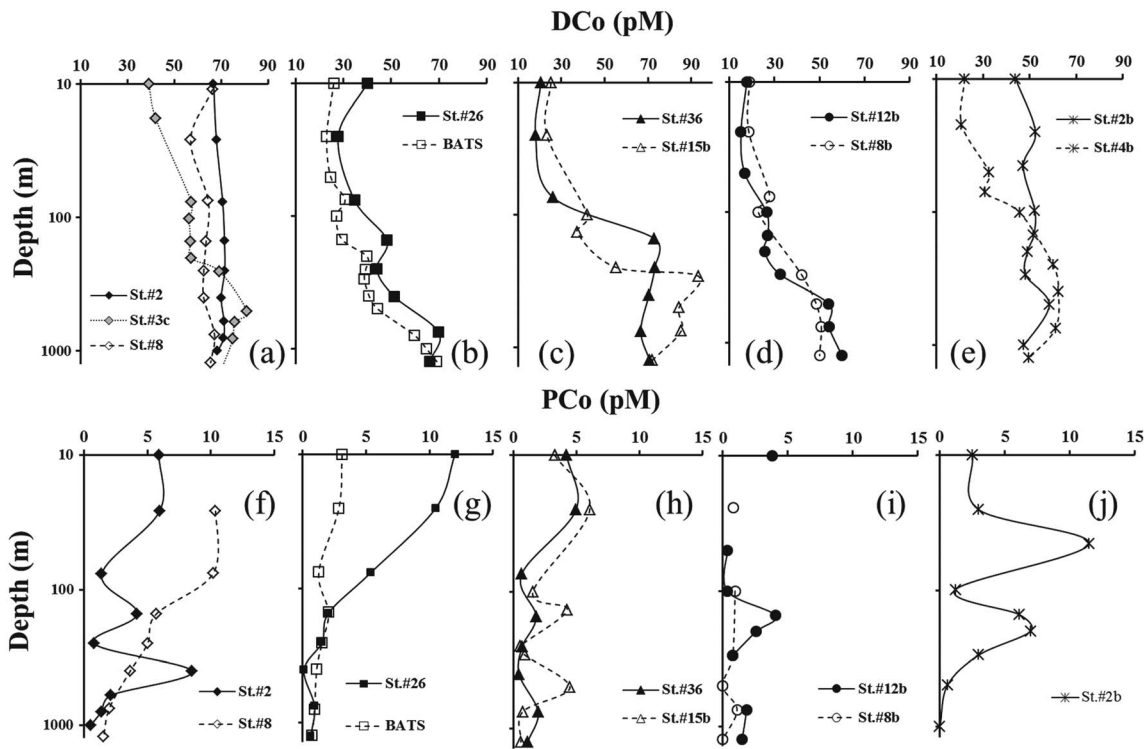 DCo (pM)
10 30 50 70 90
10 30 50 70 90
10 30 50 70 90
10 30 50 70 90
10 30 50 70 90
10
100
1000
Depth (m)
St.#2
St.#3c
St.#8
(a)
St.#26
BATS
(b)
St.#36
St.#15b
(c)
St.#12b
St.#8b
(d)
St.#2b
St.#4b
(e)
PCo (pM)
0 5 10 15
0 5 10 15
0 5 10 15
0 5 10 15
0 5 10 15
10
100
1000
Depth (m)
(f)
St.#2
St.#8
(g)
St.#26
BATS
(h)
St.#36
St.#15b
(i)
St.#12b
St.#8b
(j)
St.#2b